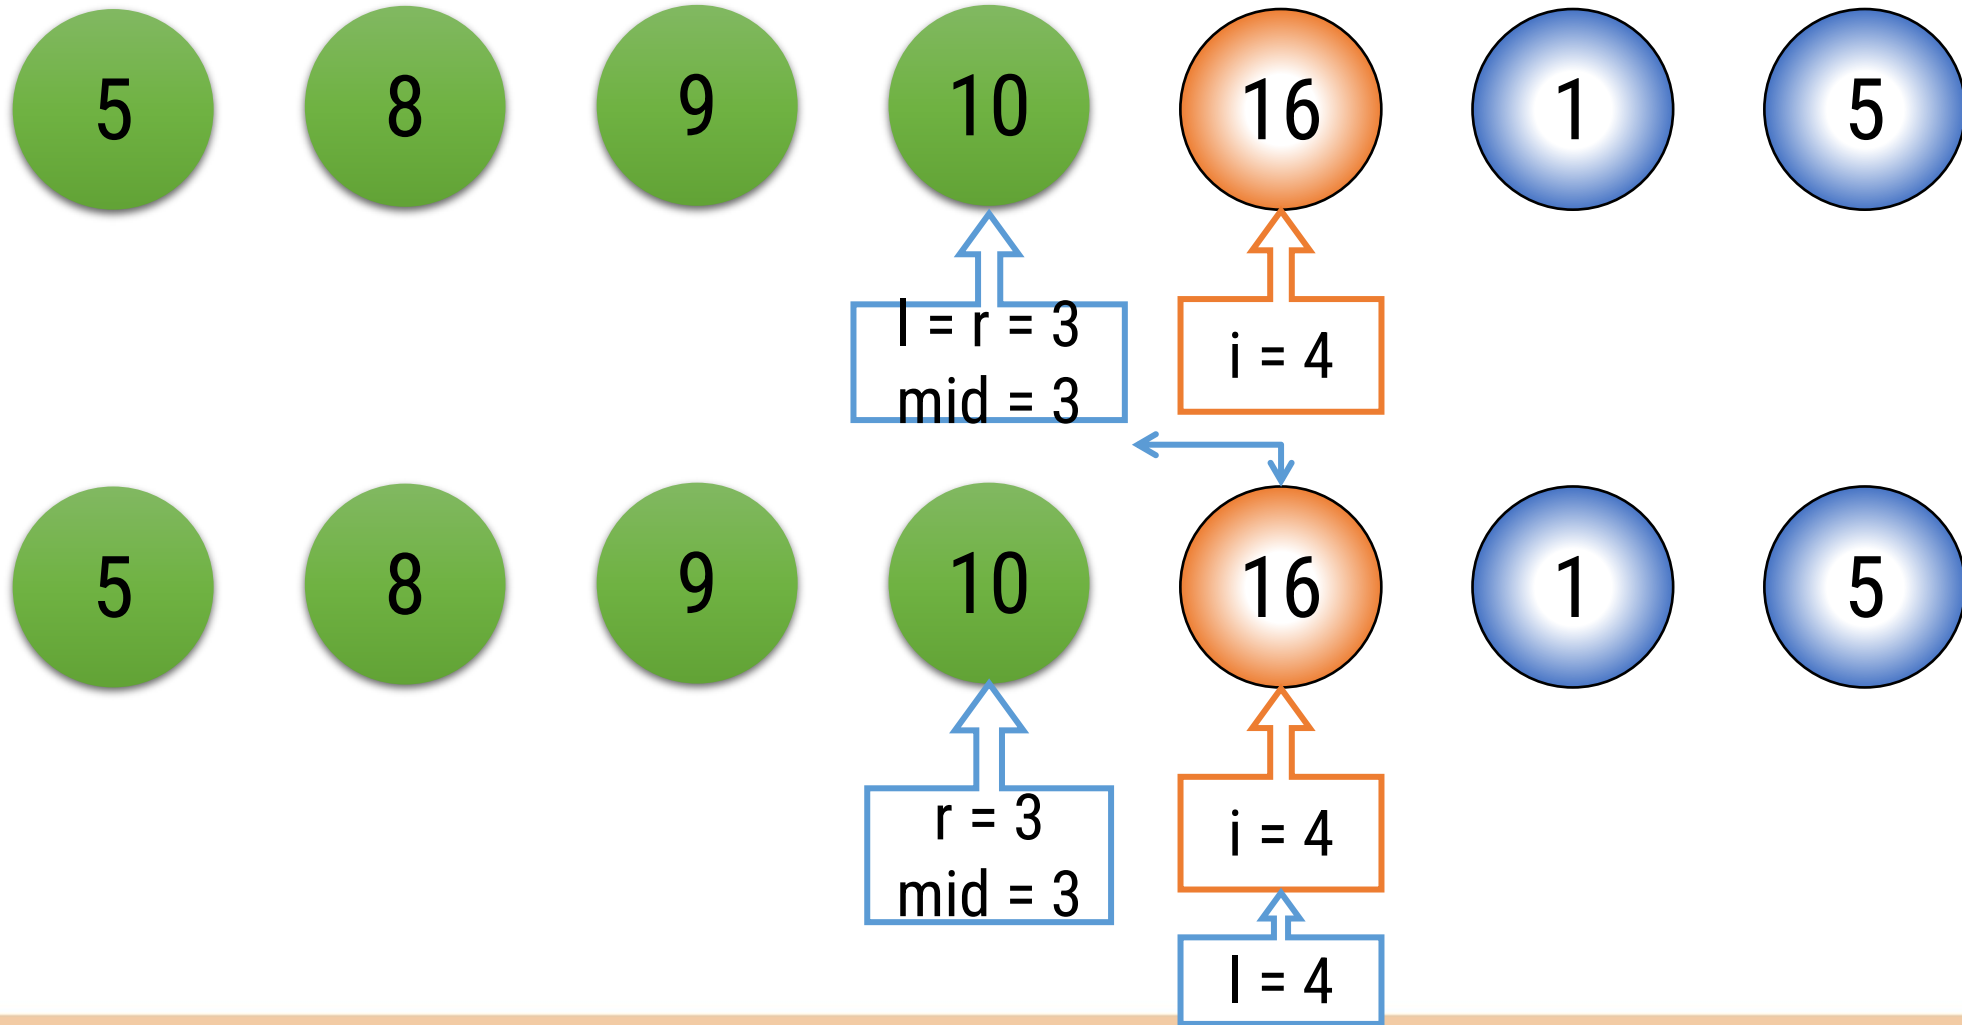 5 8 9 10 16 1 5
l = r = 3
mid = 3
i = 4
5 8 9 10 16 1 5
r = 3
mid = 3
i = 4
l = 4